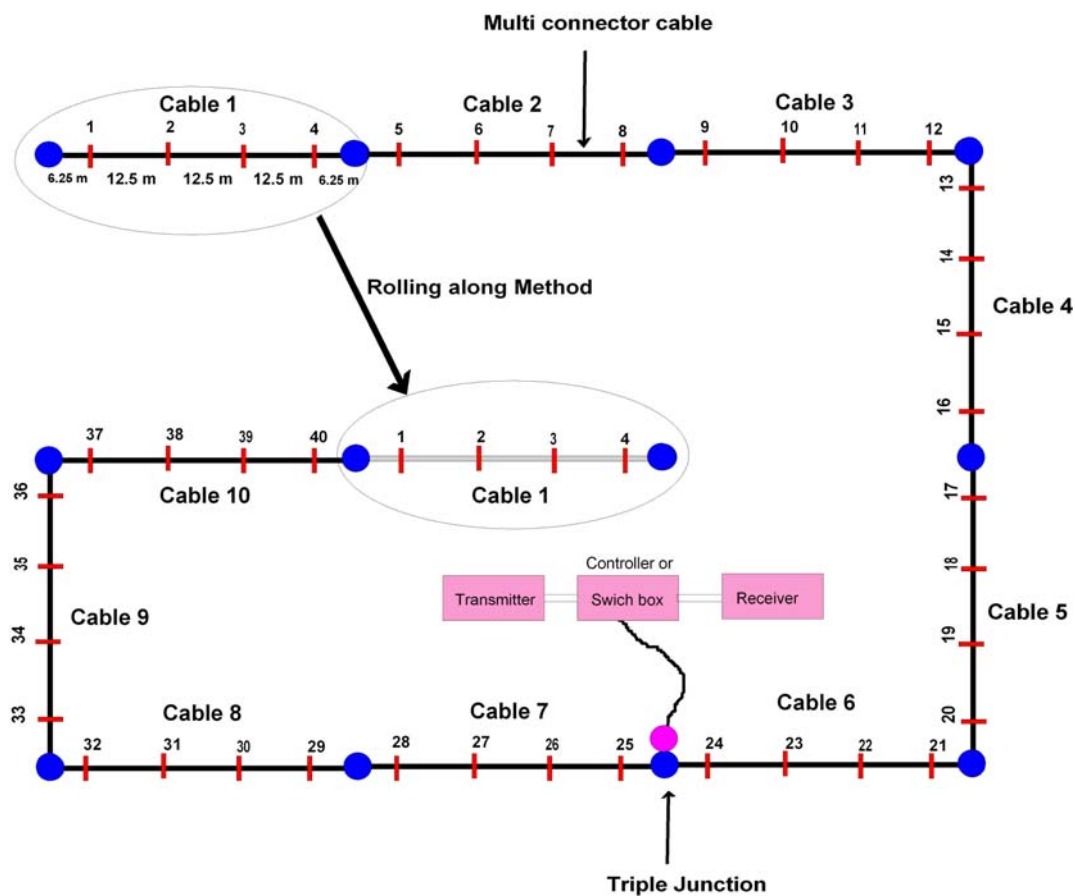 Multi connector cable
Cable 1
Cable 2
Cable 3
1 2 3 4 5 6 7 8 9 10 11 12
6.25 m 12.5 m 12.5 m 12.5 m 6.25 m
13
14
Rolling along Method
Cable 4
15
16
37 38 39 40 1 2 3 4
Cable 10
Cable 1
36
17
35
Controller or
18
Transmitter
Swich box
Receiver
Cable 9
Cable 5
34
19
33
20
Cable 8
Cable 7
Cable 6
32 31 30 29 28 27 26 25 24 23 22 21
Triple Junction